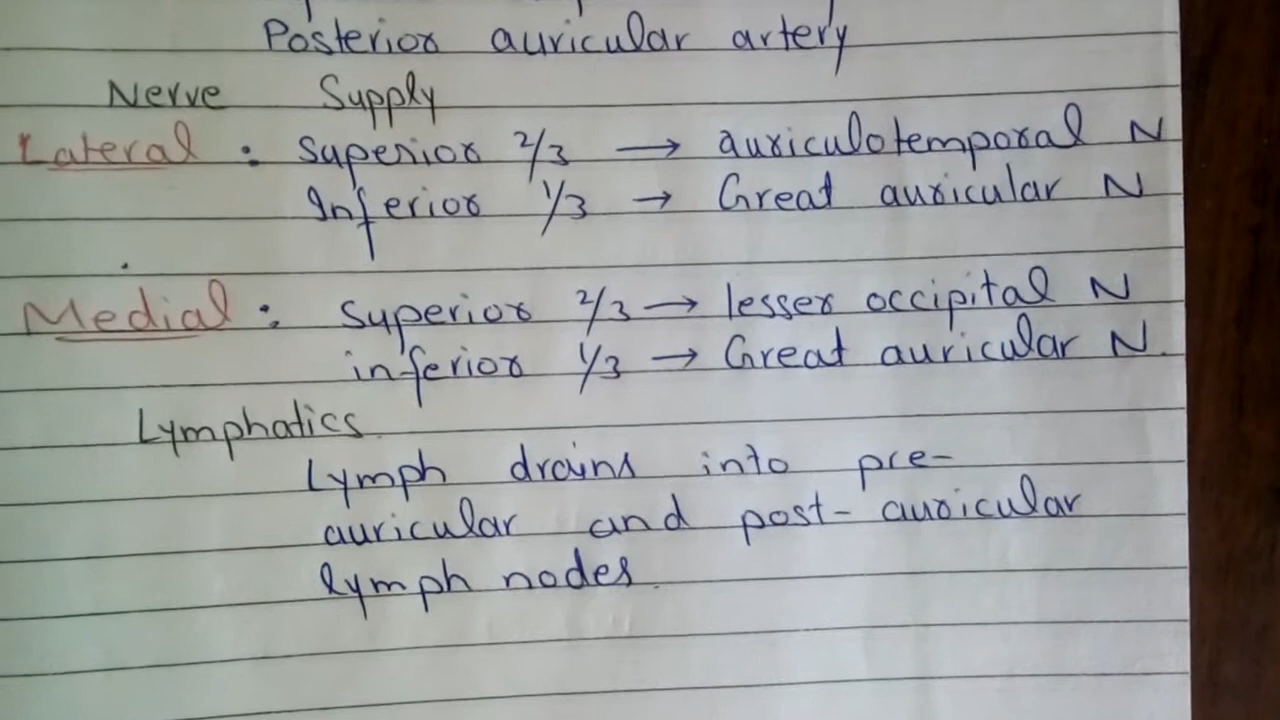 Posterior auricular artery
Nerve Supply
Lateral : Superior 2/3 → auriculotemporal N
Inferior 1/3 → Great auricular N
Medial : Superior 2/3 → lesser occipital N
inferior 1/3 → Great auricular N.
Lymphatics
Lymph drains into pre-
auricular and post-auricular
lymph nodes.